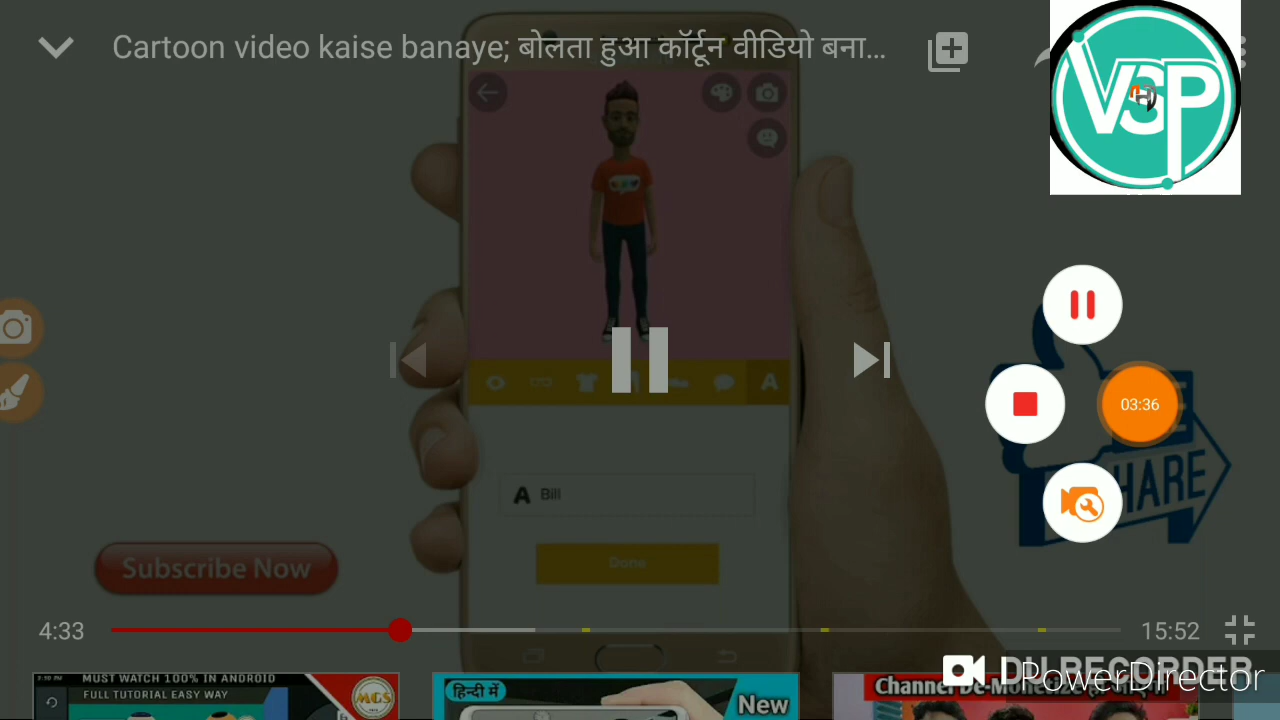 Cartoon video kaise banaye; बोलता हुआ कॉर्टून वीडियो बना...
VSP
A
A Bill
Done
03:36
HARE
Subscribe Now
4:33
15:52
DU RECORDER
PowerDirector
MUST WATCH 100% IN ANDROID
FULL TUTORIAL EASY WAY
MGS
हिन्दी में
New